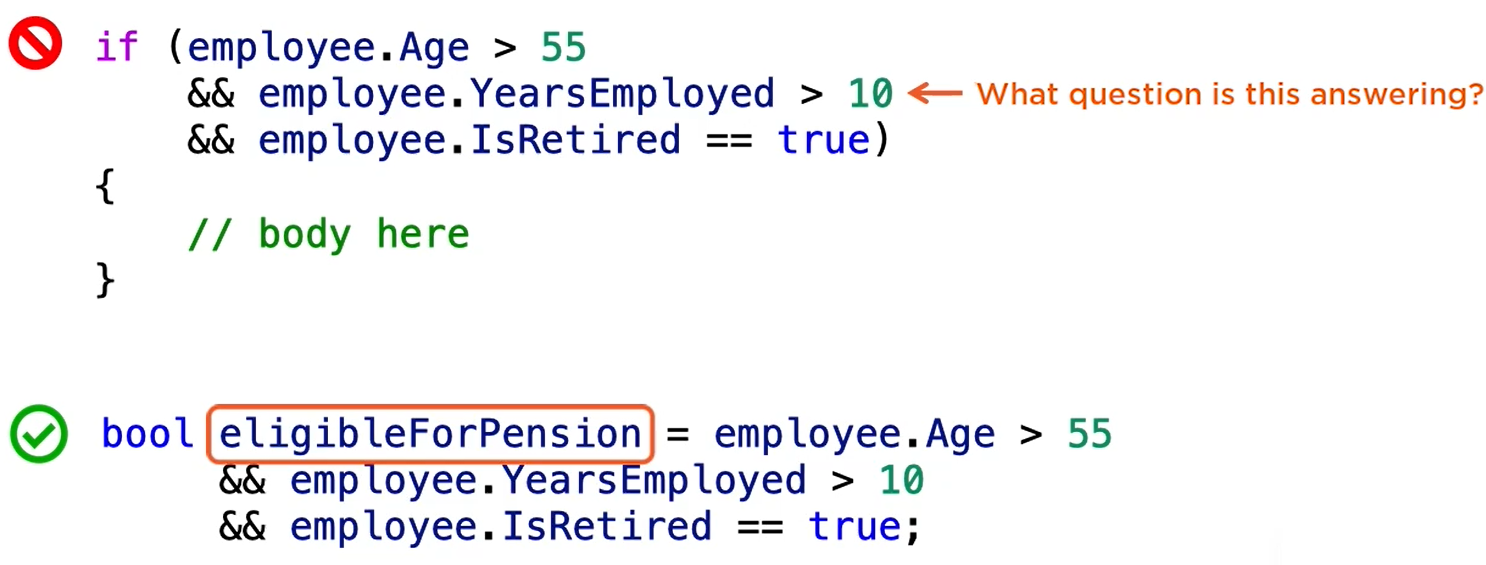 if (employee.Age > 55
&& employee.YearsEmployed > 10 ← What question is this answering?
&& employee.IsRetired == true)
{
// body here
}
bool eligibleForPension = employee.Age > 55
&& employee.YearsEmployed > 10
&& employee.IsRetired == true;